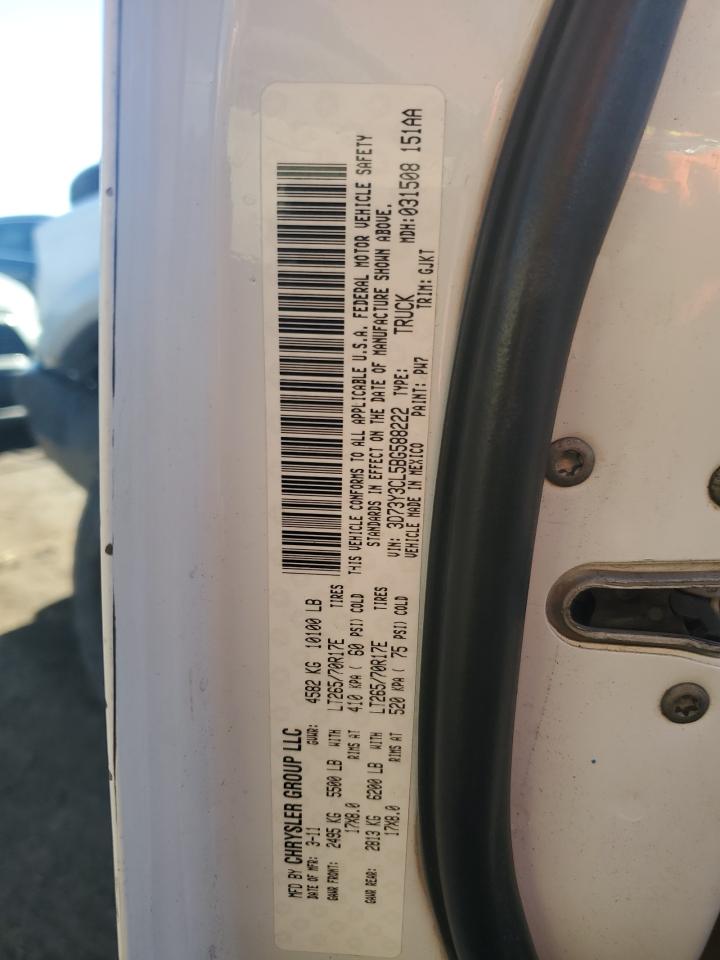 MFD BY CHRYSLER GROUP LLC
DATE OF MFR: 3-11 GVWR: 4582 KG 10100 LB
GAWR FRONT: 2495 KG 5500 LB WITH LT265/70R17E TIRES
17X8.0 RIMS AT 410 KPA ( 60 PSI) COLD
GAWR REAR: 2813 KG 6200 LB WITH LT265/70R17E TIRES
17X8.0 RIMS AT 520 KPA ( 75 PSI) COLD
THIS VEHICLE CONFORMS TO ALL APPLICABLE U.S.A. FEDERAL MOTOR VEHICLE SAFETY
STANDARDS IN EFFECT ON THE DATE OF MANUFACTURE SHOWN ABOVE.
VIN: 3D73Y3CL5BG588222 TYPE: TRUCK MDH:031508 151AA
VEHICLE MADE IN MEXICO PAINT: PW7 TRIM: GJKT